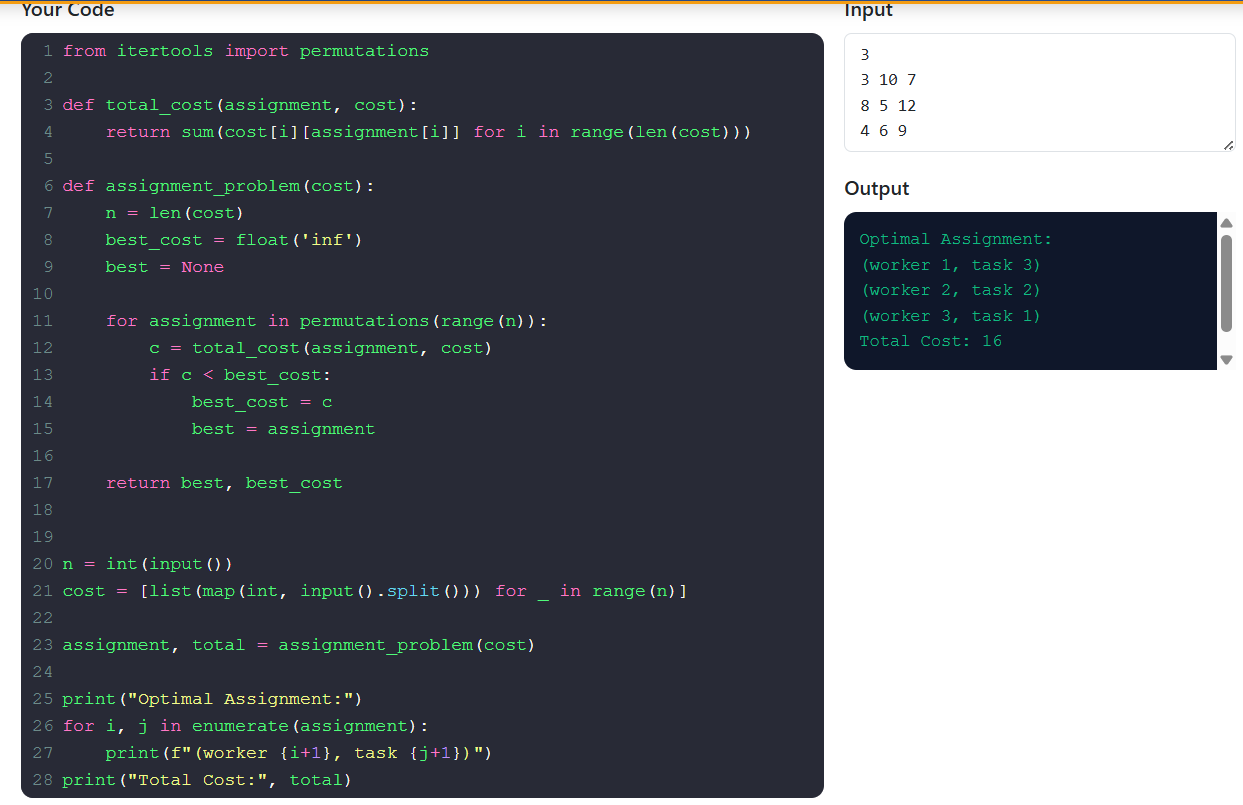 Your Code
1 from itertools import permutations
2
3 def total_cost(assignment, cost):
4     return sum(cost[i][assignment[i]] for i in range(len(cost)))
5
6 def assignment_problem(cost):
7     n = len(cost)
8     best_cost = float('inf')
9     best = None
10
11     for assignment in permutations(range(n)):
12         c = total_cost(assignment, cost)
13         if c < best_cost:
14             best_cost = c
15             best = assignment
16
17     return best, best_cost
18
19
20 n = int(input())
21 cost = [list(map(int, input().split())) for _ in range(n)]
22
23 assignment, total = assignment_problem(cost)
24
25 print("Optimal Assignment:")
26 for i, j in enumerate(assignment):
27     print(f"(worker {i+1}, task {j+1})")
28 print("Total Cost:", total)
Input
3
3 10 7
8 5 12
4 6 9
Output
Optimal Assignment:
(worker 1, task 3)
(worker 2, task 2)
(worker 3, task 1)
Total Cost: 16